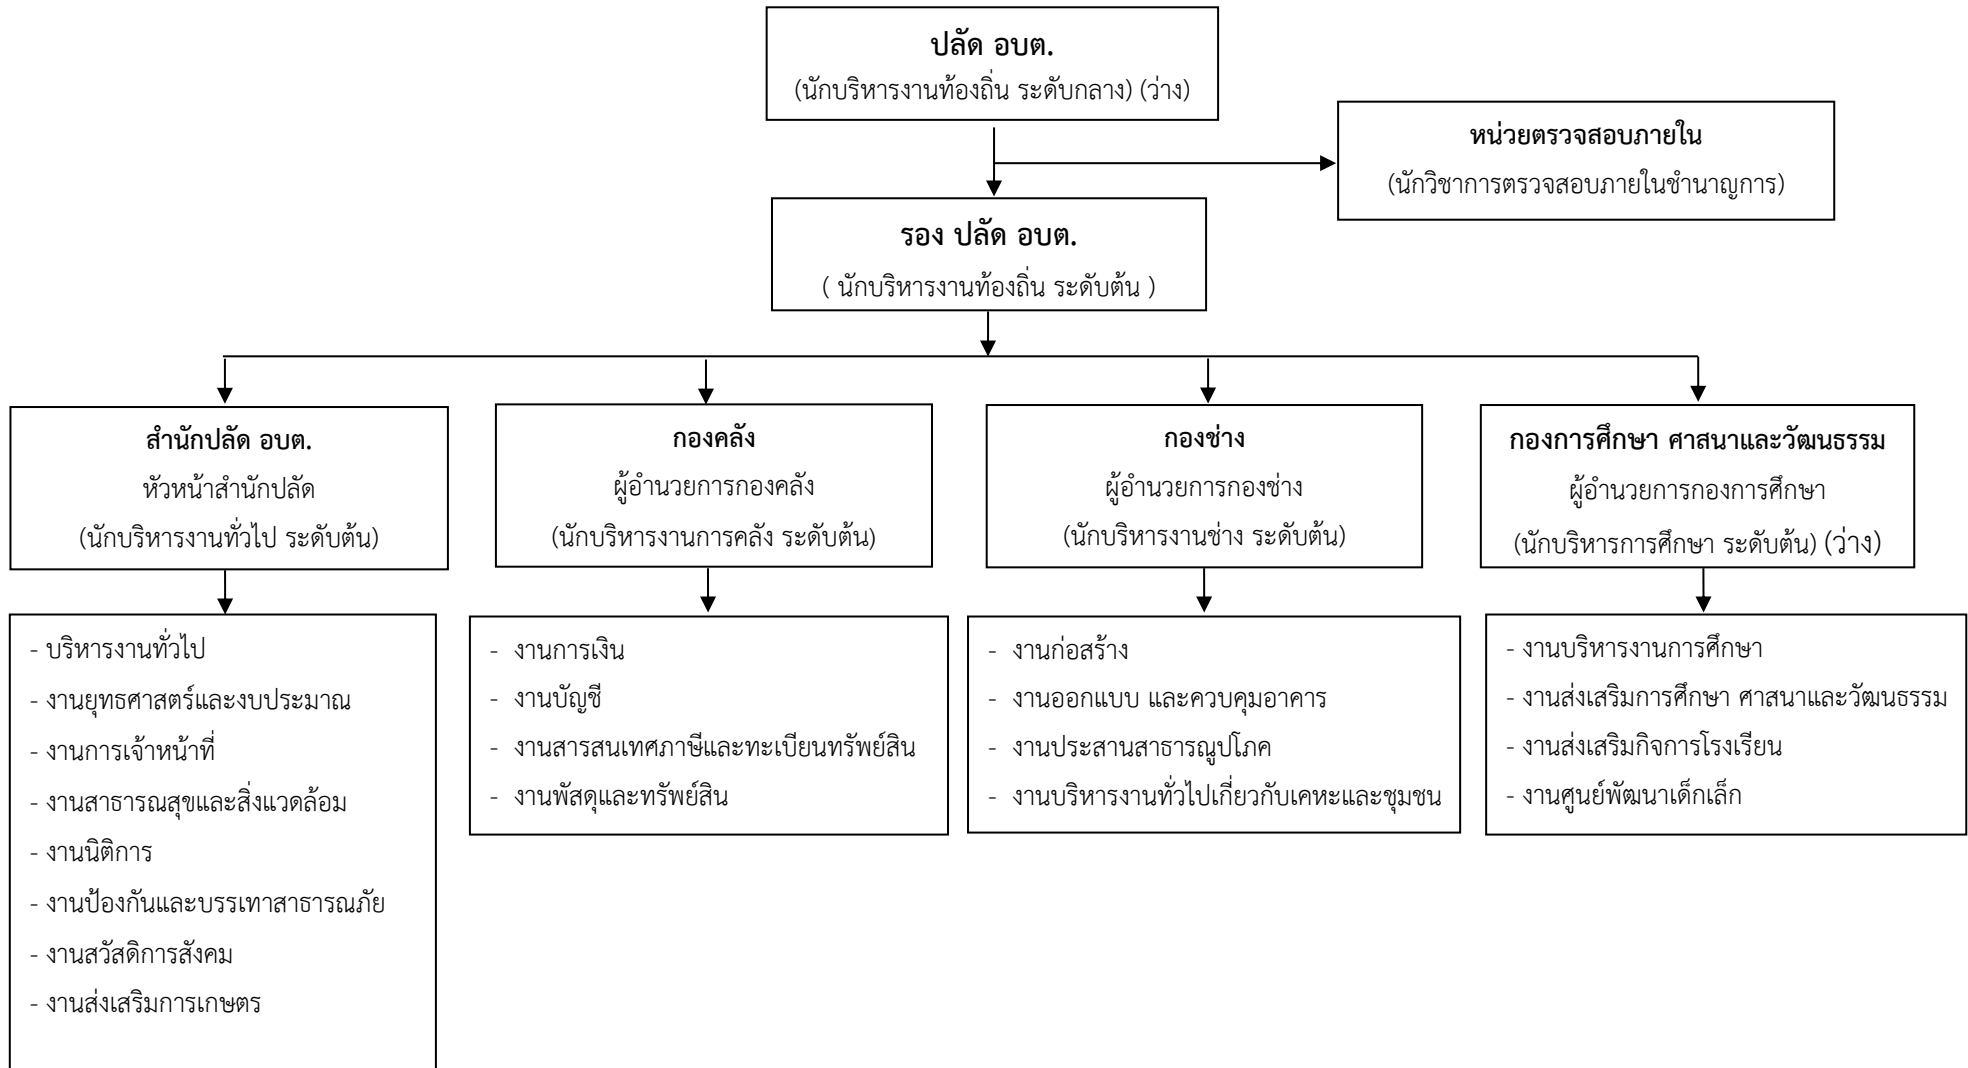 ปลัด อบต.
(นักบริหารงานท้องถิ่น ระดับกลาง) (ว่าง)
หน่วยตรวจสอบภายใน
(นักวิชาการตรวจสอบภายในชำนาญการ)
รอง ปลัด อบต.
( นักบริหารงานท้องถิ่น ระดับต้น )
สำนักปลัด อบต.
หัวหน้าสำนักปลัด
(นักบริหารงานทั่วไป ระดับต้น)
กองคลัง
ผู้อำนวยการกองคลัง
(นักบริหารงานการคลัง ระดับต้น)
กองช่าง
ผู้อำนวยการกองช่าง
(นักบริหารงานช่าง ระดับต้น)
กองการศึกษา ศาสนาและวัฒนธรรม
ผู้อำนวยการกองการศึกษา
(นักบริหารการศึกษา ระดับต้น) (ว่าง)
- บริหารงานทั่วไป
- งานยุทธศาสตร์และงบประมาณ
- งานการเจ้าหน้าที่
- งานสาธารณสุขและสิ่งแวดล้อม
- งานนิติการ
- งานป้องกันและบรรเทาสาธารณภัย
- งานสวัสดิการสังคม
- งานส่งเสริมการเกษตร
- งานการเงิน
- งานบัญชี
- งานสารสนเทศภาษีและทะเบียนทรัพย์สิน
- งานพัสดุและทรัพย์สิน
- งานก่อสร้าง
- งานออกแบบ และควบคุมอาคาร
- งานประสานสาธารณูปโภค
- งานบริหารงานทั่วไปเกี่ยวกับเคหะและชุมชน
- งานบริหารงานการศึกษา
- งานส่งเสริมการศึกษา ศาสนาและวัฒนธรรม
- งานส่งเสริมกิจการโรงเรียน
- งานศูนย์พัฒนาเด็กเล็ก